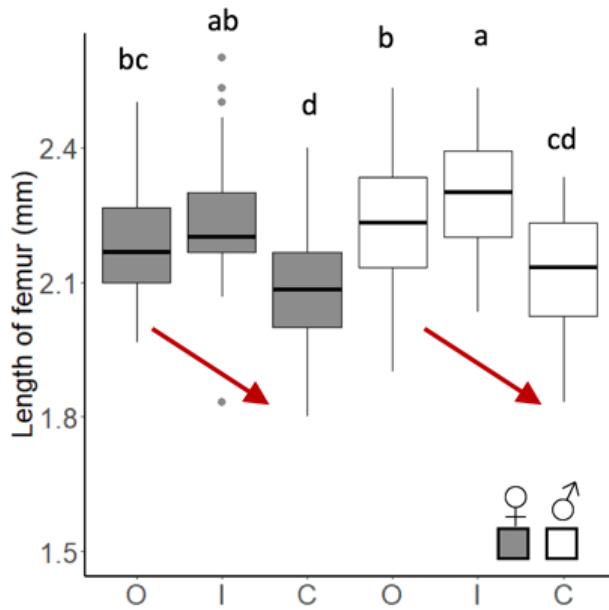 bc ab d b a cd
Length of femur (mm)
2.4
2.1
1.8
1.5
♀ ♂
O I C O I C